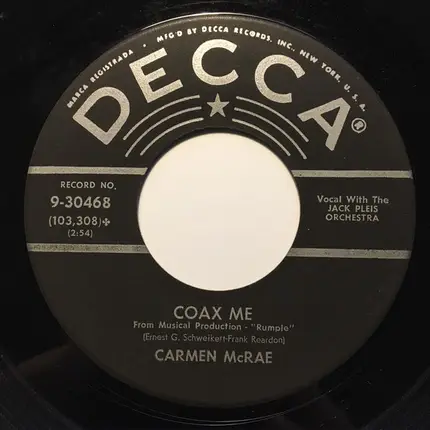 MARCA REGISTRADA • MFG'D BY DECCA RECORDS, INC., NEW YORK, U. S. A.
DECCA®
RECORD NO.
9-30468
(103,308)✤
(2:54)
Vocal With The
JACK PLEIS
ORCHESTRA
COAX ME
From Musical Production - "Rumple"
(Ernest G. Schweikert-Frank Reardon)
CARMEN McRAE